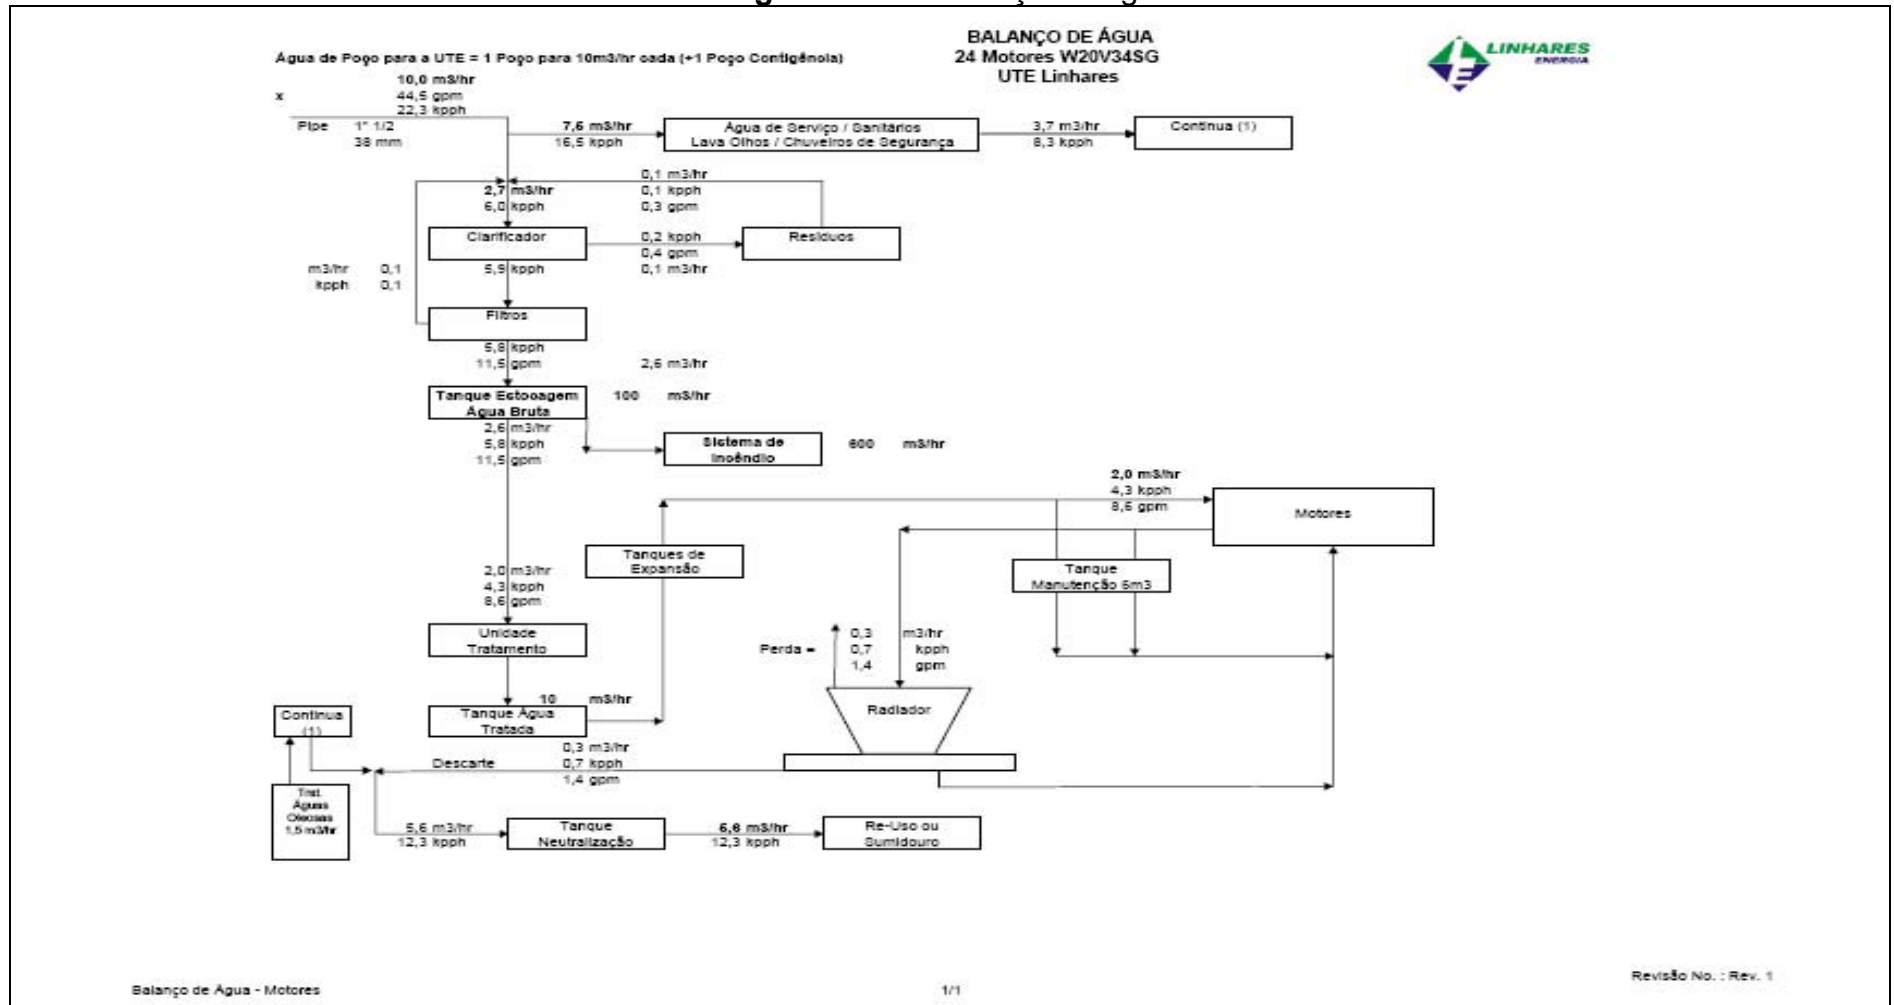 BALANÇO DE ÁGUA
24 Motores W20V34SG
UTE Linhares
LINHARES
ENERGIA
Água de Poço para a UTE = 1 Poço para 10m3/hr cada (+1 Poço Contigência)
10,0 m3/hr
x 44,5 gpm
22,3 kpph
Pipe 1" 1/2
38 mm
7,6 m3/hr
16,5 kpph
Água de Serviço / Sanitários
Lava Olhos / Chuveiros de Segurança
3,7 m3/hr
8,3 kpph
Continua (1)
2,7 m3/hr
6,0 kpph
0,1 m3/hr
0,1 kpph
0,3 gpm
Clarificador
0,2 kpph
0,4 gpm
0,1 m3/hr
Resíduos
m3/hr 0,1
kpph 0,1
5,9 kpph
Filtros
5,8 kpph
11,5 gpm
2,6 m3/hr
Tanque Estocagem
Água Bruta
100 m3/hr
2,6 m3/hr
5,8 kpph
11,5 gpm
Sistema de
Incêndio
600 m3/hr
2,0 m3/hr
4,3 kpph
8,6 gpm
Motores
Tanques de
Expansão
Tanque
Manutenção 6m3
2,0 m3/hr
4,3 kpph
8,6 gpm
Unidade
Tratamento
Perda =
0,3 m3/hr
0,7 kpph
1,4 gpm
Radiador
10 m3/hr
Tanque Água
Tratada
Continua
(1)
Descarte
0,3 m3/hr
0,7 kpph
1,4 gpm
Águas
Oleosas
1,5 m3/hr
5,6 m3/hr
12,3 kpph
Tanque
Neutralização
5,6 m3/hr
12,3 kpph
Re-Uso ou
Sumidouro
Revisão No. : Rev. 1
Balanço de Água - Motores
1/1